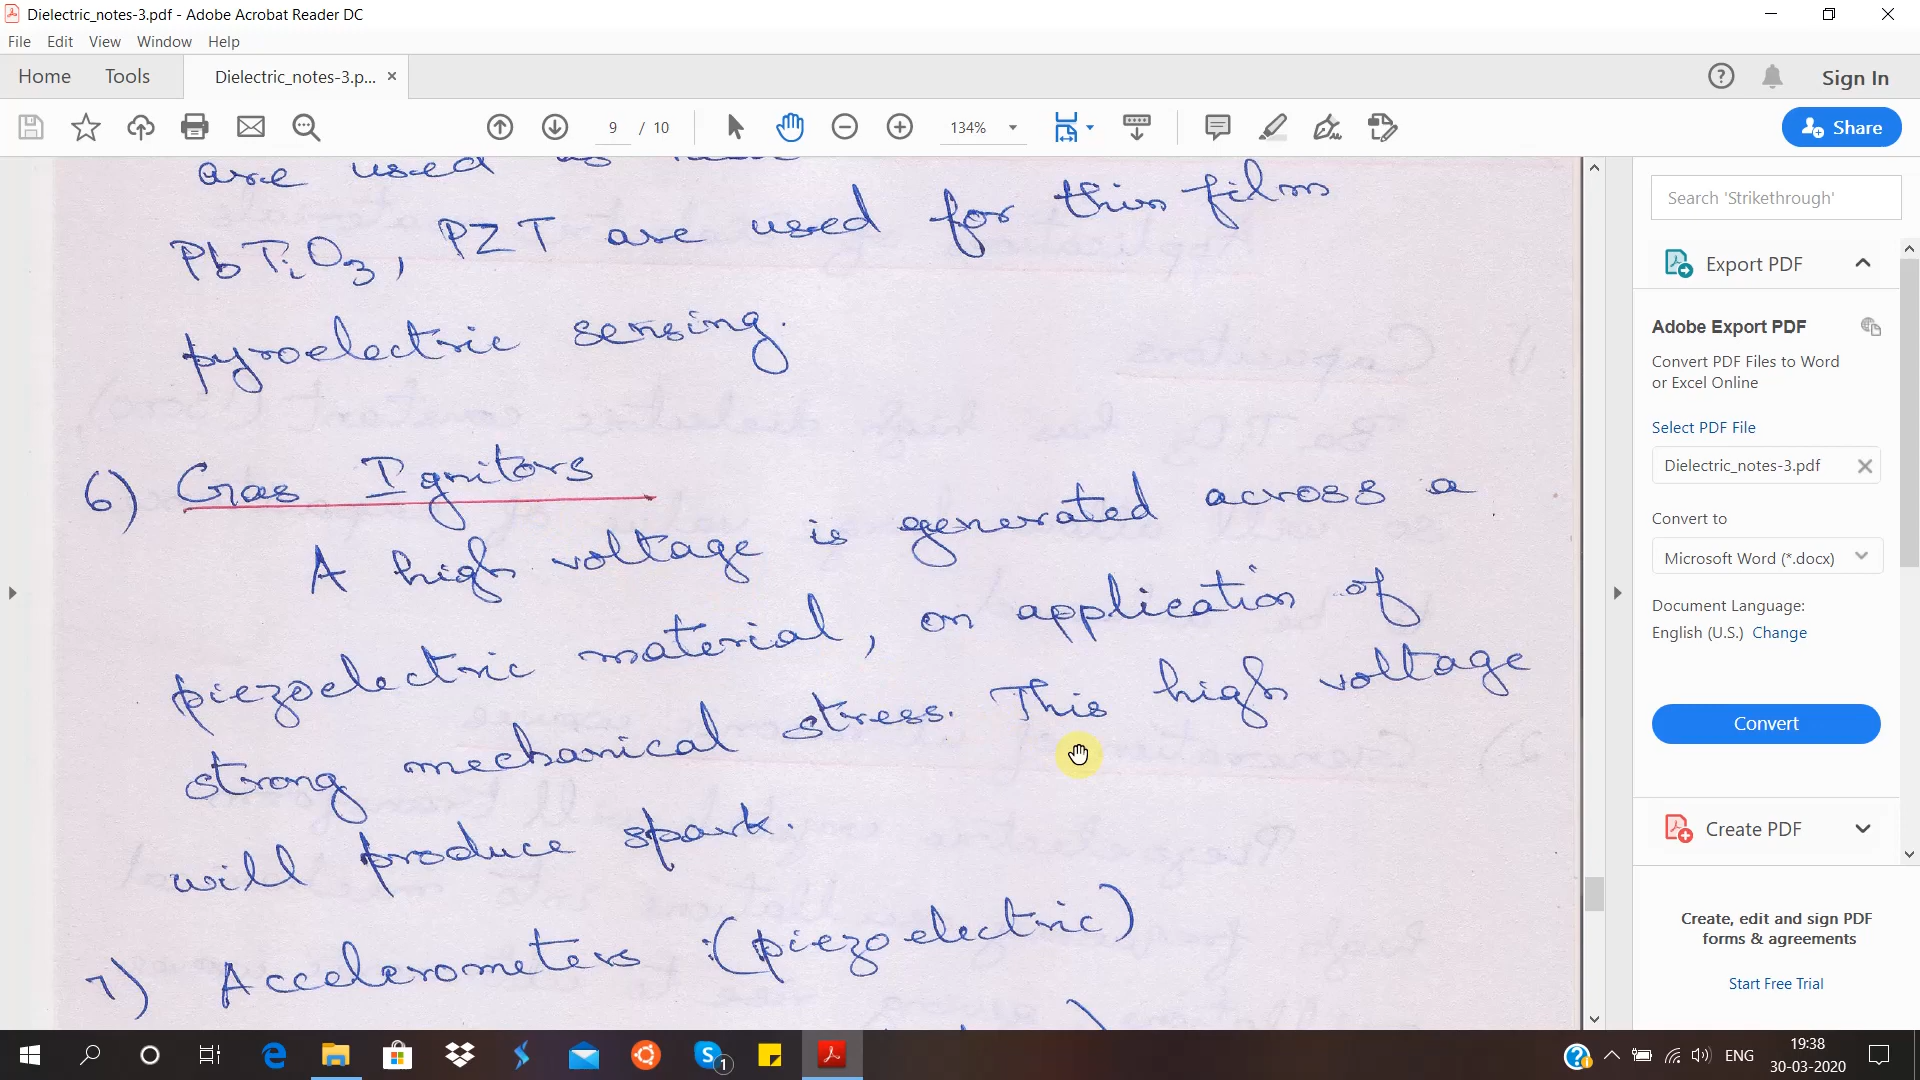 Dielectric_notes-3.pdf - Adobe Acrobat Reader DC
File Edit View Window Help
Home Tools Dielectric_notes-3.p... Sign In
9 / 10 134% Share
are used as
PbTiO3, PZT are used for thin film
pyroelectric sensing.
6) Gas Ignitors
A high voltage is generated across a
piezoelectric material, on application of
strong mechanical stress. This high voltage
will produce spark.
7) Accelerometers :(piezoelectric)
Search 'Strikethrough'
Export PDF
Adobe Export PDF
Convert PDF Files to Word
or Excel Online
Select PDF File
Dielectric_notes-3.pdf
Convert to
Microsoft Word (*.docx)
Document Language:
English (U.S.) Change
Convert
Create PDF
Create, edit and sign PDF
forms & agreements
Start Free Trial
1
ENG
19:38
30-03-2020